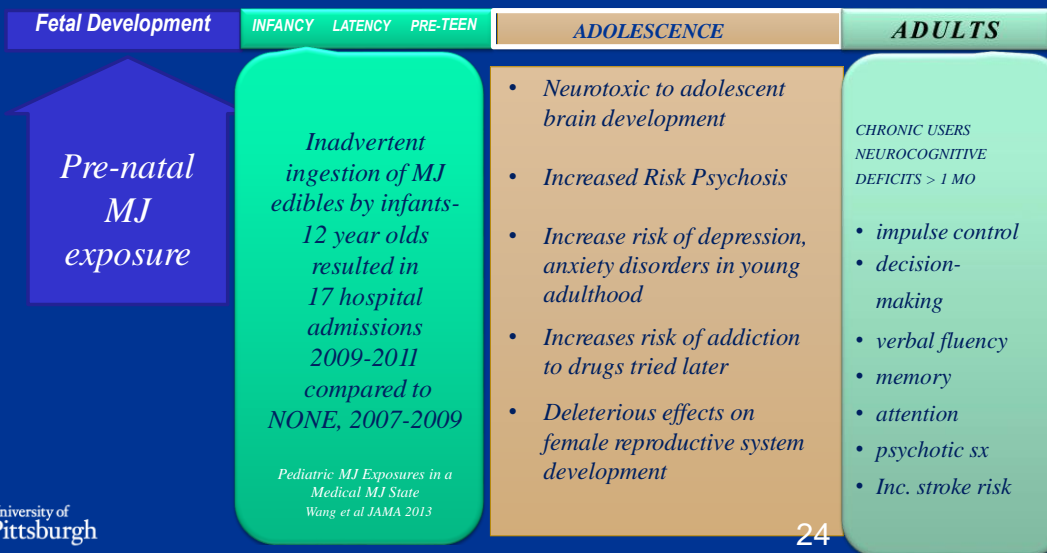 Fetal Development
INFANCY LATENCY PRE-TEEN
ADOLESCENCE
ADULTS
Pre-natal
MJ
exposure
Inadvertent
ingestion of MJ
edibles by infants-
12 year olds
resulted in
17 hospital
admissions
2009-2011
compared to
NONE, 2007-2009
Pediatric MJ Exposures in a
Medical MJ State
Wang et al JAMA 2013
• Neurotoxic to adolescent
brain development
• Increased Risk Psychosis
• Increase risk of depression,
anxiety disorders in young
adulthood
• Increases risk of addiction
to drugs tried later
• Deleterious effects on
female reproductive system
development
CHRONIC USERS
NEUROCOGNITIVE
DEFICITS > 1 MO
• impulse control
• decision-
making
• verbal fluency
• memory
• attention
• psychotic sx
• Inc. stroke risk
University of
Pittsburgh
24